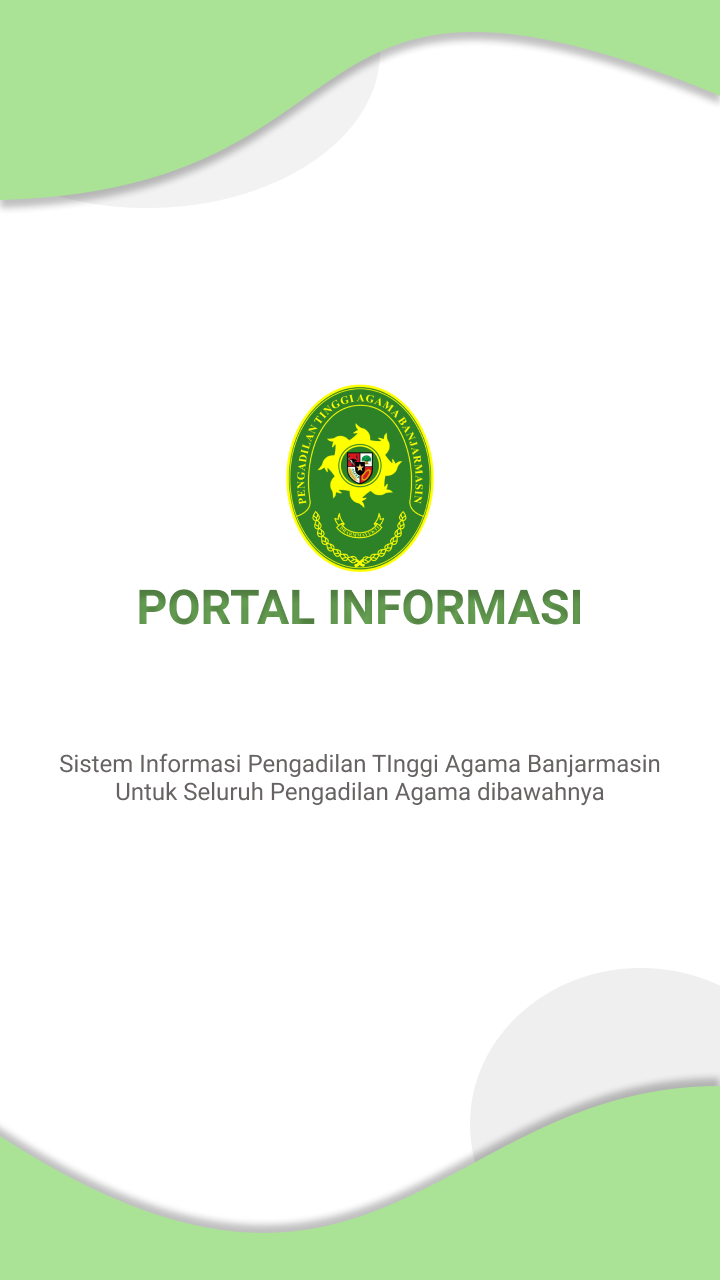 PENGADILAN TINGGI AGAMA BANJARMASIN
PORTAL INFORMASI
Sistem Informasi Pengadilan TInggi Agama Banjarmasin
Untuk Seluruh Pengadilan Agama dibawahnya